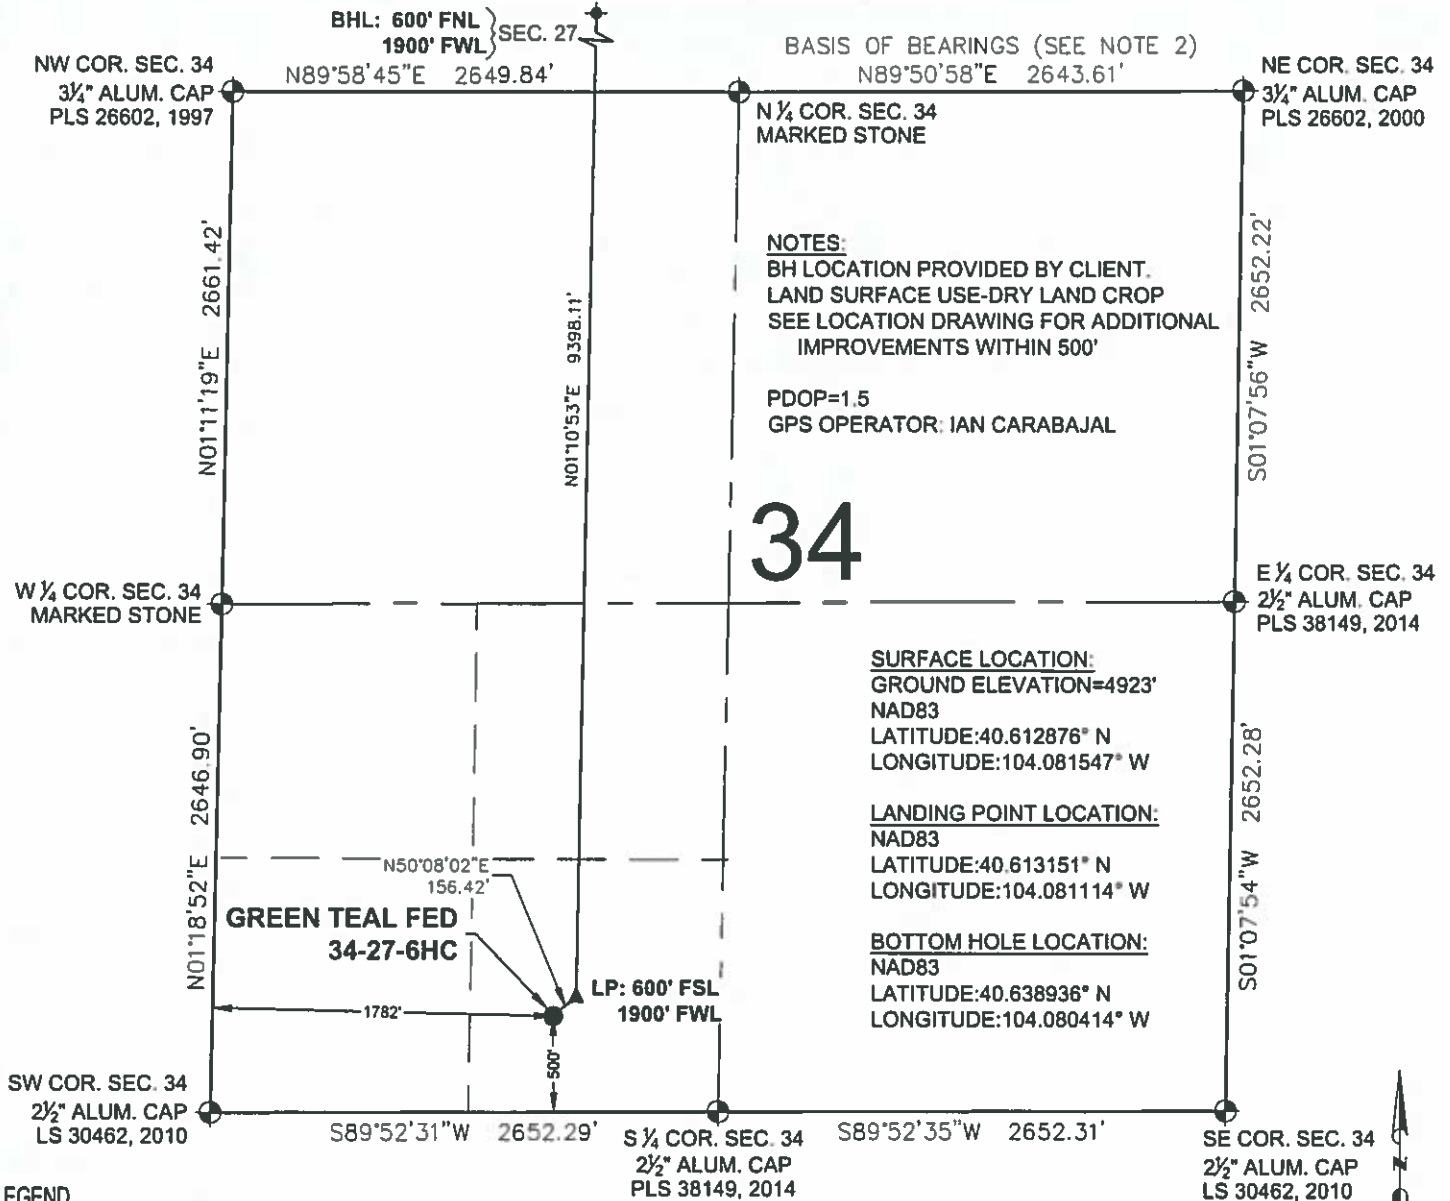 BHL: 600' FNL
1900' FWL
SEC. 27
BASIS OF BEARINGS (SEE NOTE 2)
NW COR. SEC. 34
3¼" ALUM. CAP
PLS 26602, 1997
N89°58'45"E 2649.84'
N89°50'58"E 2643.61'
NE COR. SEC. 34
3¼" ALUM. CAP
PLS 26602, 2000
N ¼ COR. SEC. 34
MARKED STONE
N01°11'19"E 2661.42'
N01°10'53"E 9398.11'
S01°07'56"W 2652.22'
NOTES:
BH LOCATION PROVIDED BY CLIENT.
LAND SURFACE USE-DRY LAND CROP
SEE LOCATION DRAWING FOR ADDITIONAL
IMPROVEMENTS WITHIN 500'
PDOP=1.5
GPS OPERATOR: IAN CARABAJAL
34
W ¼ COR. SEC. 34
MARKED STONE
E ¼ COR. SEC. 34
2½" ALUM. CAP
PLS 38149, 2014
SURFACE LOCATION:
GROUND ELEVATION=4923'
NAD83
LATITUDE:40.612876° N
LONGITUDE:104.081547° W
LANDING POINT LOCATION:
NAD83
LATITUDE:40.613151° N
LONGITUDE:104.081114° W
BOTTOM HOLE LOCATION:
NAD83
LATITUDE:40.638936° N
LONGITUDE:104.080414° W
N01°18'52"E 2646.90'
S01°07'54"W 2652.28'
N50°08'02"E
156.42'
GREEN TEAL FED
34-27-6HC
LP: 600' FSL
1900' FWL
1782'
500'
SW COR. SEC. 34
2½" ALUM. CAP
LS 30462, 2010
S89°52'31"W 2652.29'
S ¼ COR. SEC. 34
2½" ALUM. CAP
PLS 38149, 2014
S89°52'35"W 2652.31'
SE COR. SEC. 34
2½" ALUM. CAP
LS 30462, 2010
N
EGEND